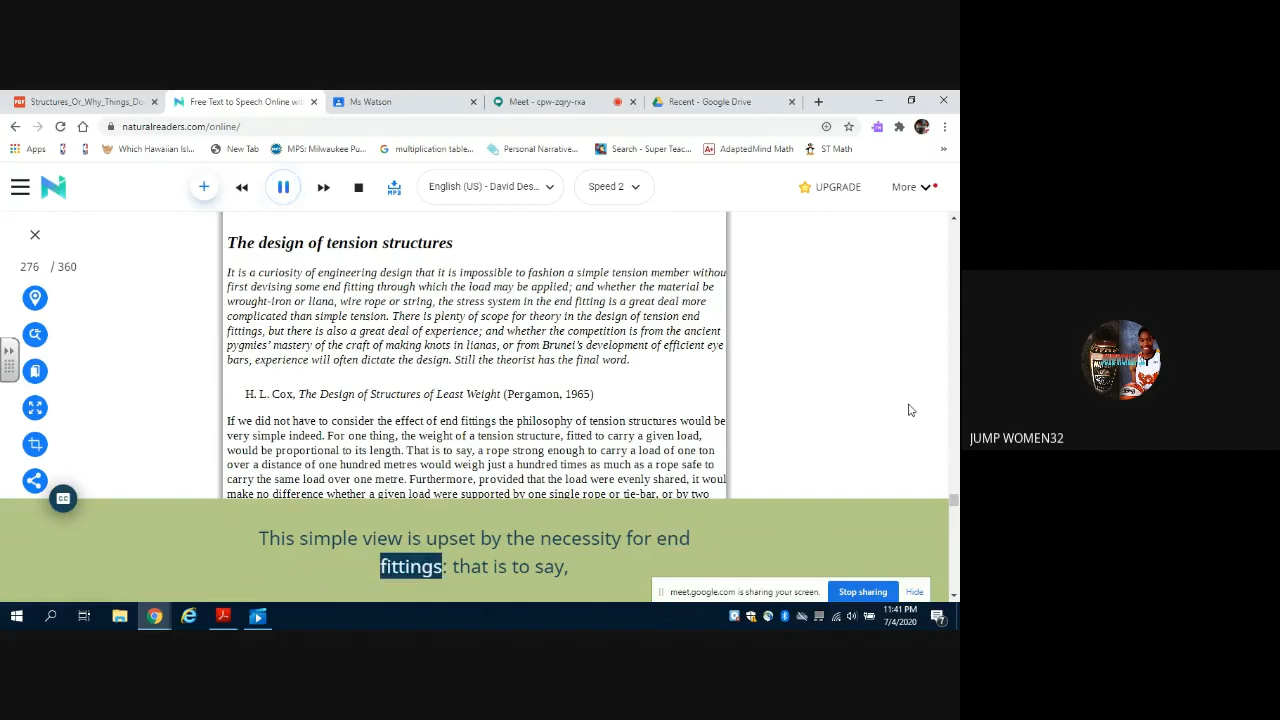 Structures_Or_Why_Things_Do
Free Text to Speech Online with
Ms Watson
Meet - cpw-zqry-rxa
Recent - Google Drive
naturalreaders.com/online/
Apps
Which Hawaiian Isl...
New Tab
MPS: Milwaukee Pu...
multiplication table...
Personal Narrative...
Search - Super Teac...
AdaptedMind Math
ST Math
»
MP3
English (US) - David Des...
Speed 2
UPGRADE
More
276 / 360
The design of tension structures
It is a curiosity of engineering design that it is impossible to fashion a simple tension member withou
first devising some end fitting through which the load may be applied; and whether the material be
wrought-iron or liana, wire rope or string, the stress system in the end fitting is a great deal more
complicated than simple tension. There is plenty of scope for theory in the design of tension end
fittings, but there is also a great deal of experience; and whether the competition is from the ancient
pygmies' mastery of the craft of making knots in lianas, or from Brunel's development of efficient eye
bars, experience will often dictate the design. Still the theorist has the final word.
H. L. Cox, The Design of Structures of Least Weight (Pergamon, 1965)
If we did not have to consider the effect of end fittings the philosophy of tension structures would be
very simple indeed. For one thing, the weight of a tension structure, fitted to carry a given load,
would be proportional to its length. That is to say, a rope strong enough to carry a load of one ton
over a distance of one hundred metres would weigh just a hundred times as much as a rope safe to
carry the same load over one metre. Furthermore, provided that the load were evenly shared, it woul
make no difference whether a given load were supported by one single rope or tie-bar, or by two
CC
This simple view is upset by the necessity for end
fittings: that is to say,
meet.google.com is sharing your screen.
Stop sharing
Hide
11:41 PM
7/4/2020
JUMP WOMEN32